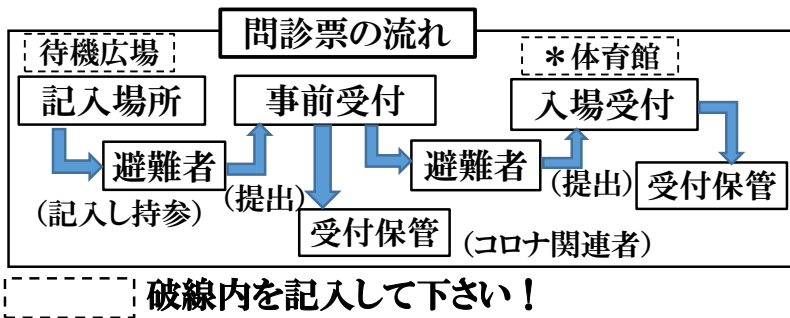 問診票の流れ
待機広場
＊体育館
記入場所
事前受付
入場受付
避難者
避難者
(記入し持参)
(提出)
(提出)
受付保管
受付保管
(コロナ関連者)
破線内を記入して下さい！